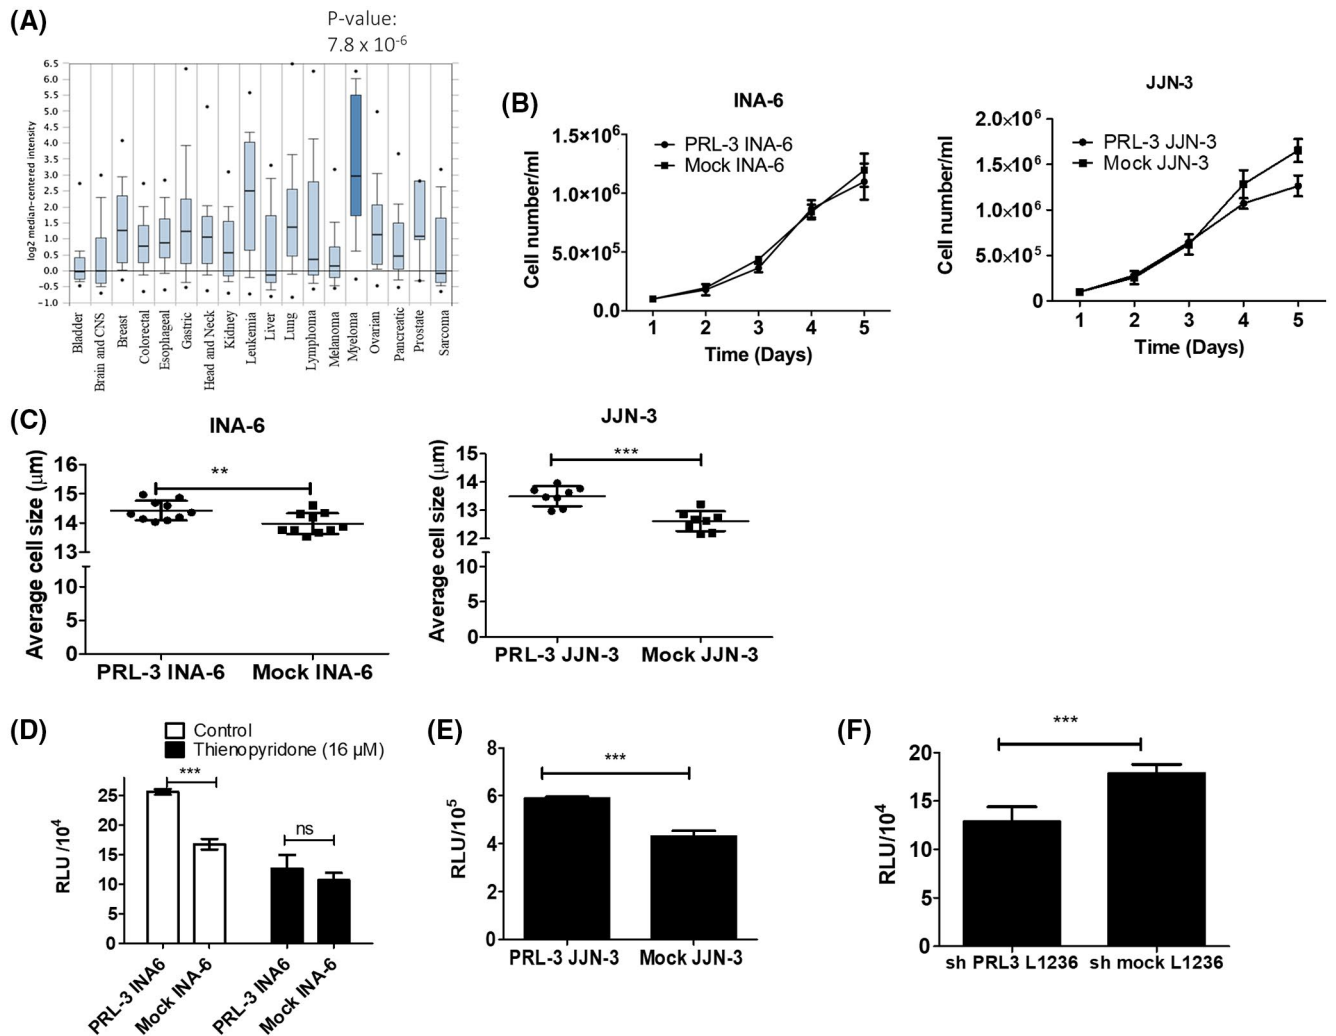 (A)
P-value:
7.8 x 10-6
log2 median-centered intensity
6.5
6.0
5.5
5.0
4.5
4.0
3.5
3.0
2.5
2.0
1.5
1.0
0.5
0.0
-0.5
-1.0
Bladder
Brain and CNS
Breast
Colorectal
Esophageal
Gastric
Head and Neck
Kidney
Leukemia
Liver
Lung
Lymphoma
Melanoma
Myeloma
Ovarian
Pancreatic
Prostate
Sarcoma
(B)
INA-6
Cell number/ml
1.5×10⁶
1.0×10⁶
5.0×10⁵
0.0
PRL-3 INA-6
Mock INA-6
1 2 3 4 5
Time (Days)
JJN-3
Cell number/ml
2.0×10⁶
1.5×10⁶
1.0×10⁶
5.0×10⁵
0
PRL-3 JJN-3
Mock JJN-3
1 2 3 4 5
Time (Days)
(C)
INA-6
Average cell size (μm)
16
15
14
13
10
5
0
**
PRL-3 INA-6 Mock INA-6
JJN-3
Average cell size (μm)
15
14
13
12
10
5
0
***
PRL-3 JJN-3 Mock JJN-3
(D)
Control
Thienopyridone (16 μM)
RLU /10⁴
25
20
15
10
5
0
***
ns
PRL-3 INA6
Mock INA-6
PRL-3 INA6
Mock INA-6
(E)
RLU/10⁵
8
6
4
2
0
***
PRL-3 JJN-3 Mock JJN-3
(F)
RLU/10⁴
20
15
10
5
0
***
sh PRL3 L1236 sh mock L1236